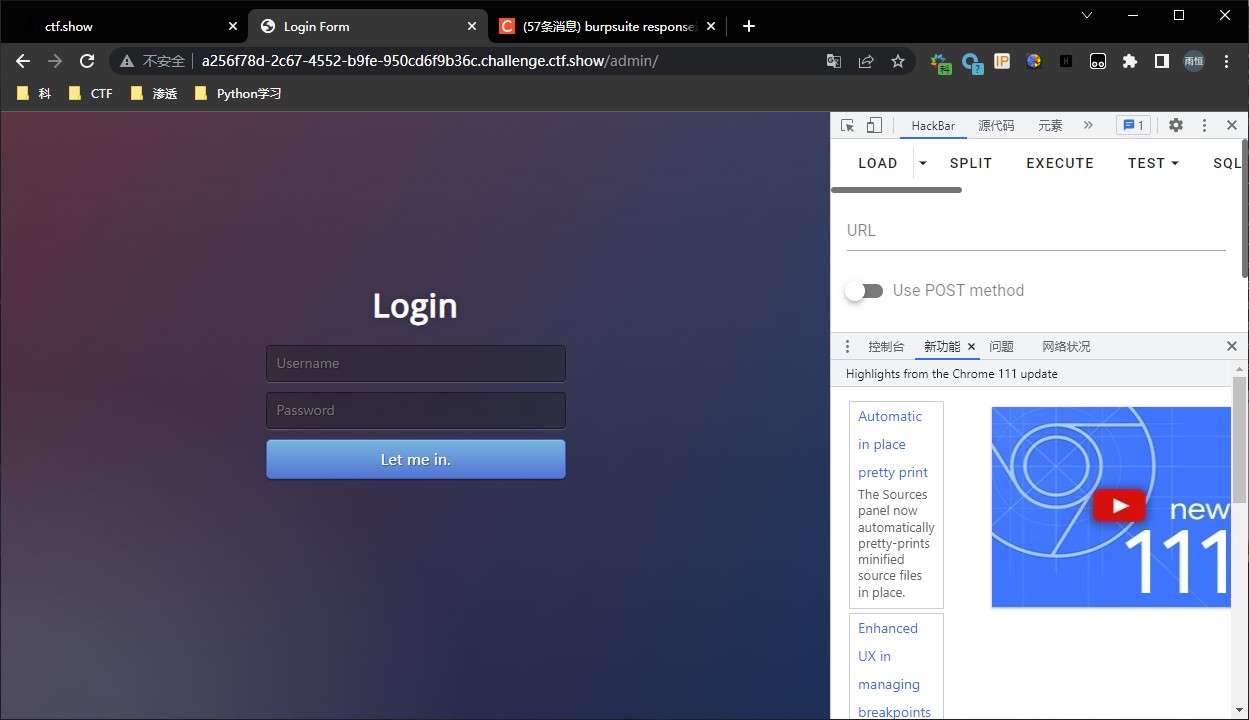 ctf.show
Login Form
C (57条消息) burpsuite response
不安全 a256f78d-2c67-4552-b9fe-950cd6f9b36c.challenge.ctf.show/admin/
科 ? IP H 雨恒
科 CTF 渗透 Python学习
HackBar 源代码 元素 1
LOAD SPLIT EXECUTE TEST SQL
URL
Use POST method
Login
Username
Password
Let me in.
控制台 新功能 问题 网络状况
Highlights from the Chrome 111 update
Automatic
in place
pretty print
The Sources
panel now
automatically
pretty-prints
minified
source files
in place.
new
111
Enhanced
UX in
managing
breakpoints